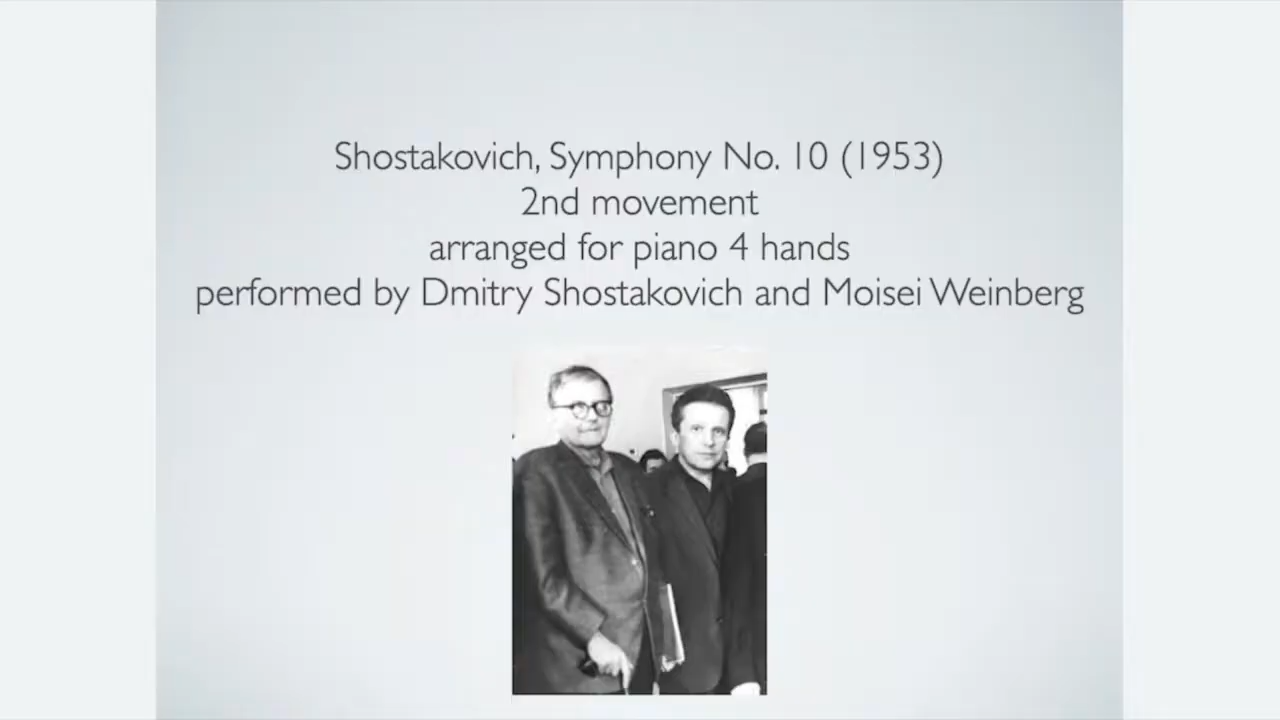 Shostakovich, Symphony No. 10 (1953)
2nd movement
arranged for piano 4 hands
performed by Dmitry Shostakovich and Moisei Weinberg